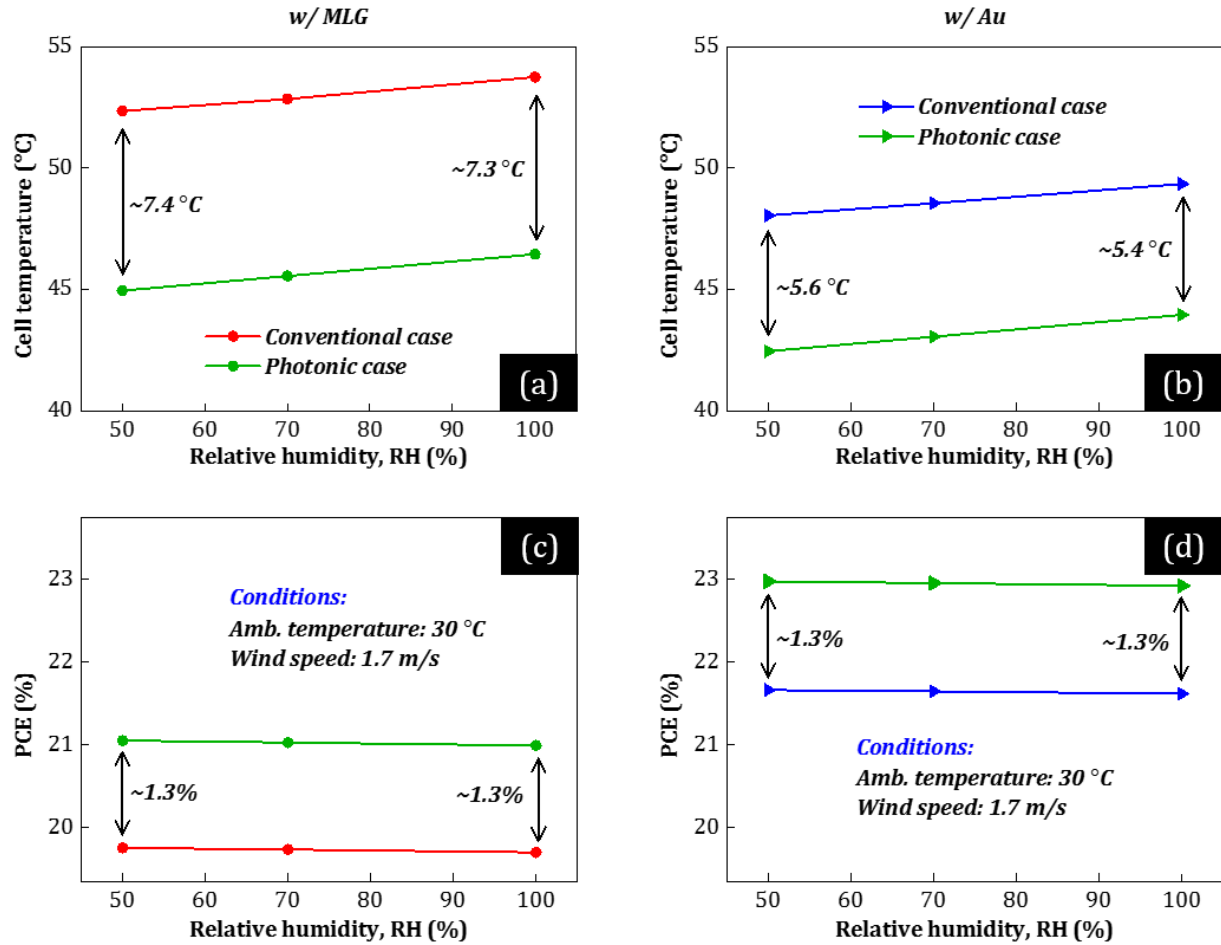 w/ MLG
55
50
45
40
Cell temperature (°C)
~7.4 °C
~7.3 °C
Conventional case
Photonic case
(a)
50 60 70 80 90 100
Relative humidity, RH (%)
w/ Au
55
50
45
40
Cell temperature (°C)
Conventional case
Photonic case
~5.6 °C
~5.4 °C
(b)
50 60 70 80 90 100
Relative humidity, RH (%)
(c)
23
22
21
20
PCE (%)
Conditions:
Amb. temperature: 30 °C
Wind speed: 1.7 m/s
~1.3%
~1.3%
50 60 70 80 90 100
Relative humidity, RH (%)
(d)
23
22
21
20
PCE (%)
~1.3%
~1.3%
Conditions:
Amb. temperature: 30 °C
Wind speed: 1.7 m/s
50 60 70 80 90 100
Relative humidity, RH (%)